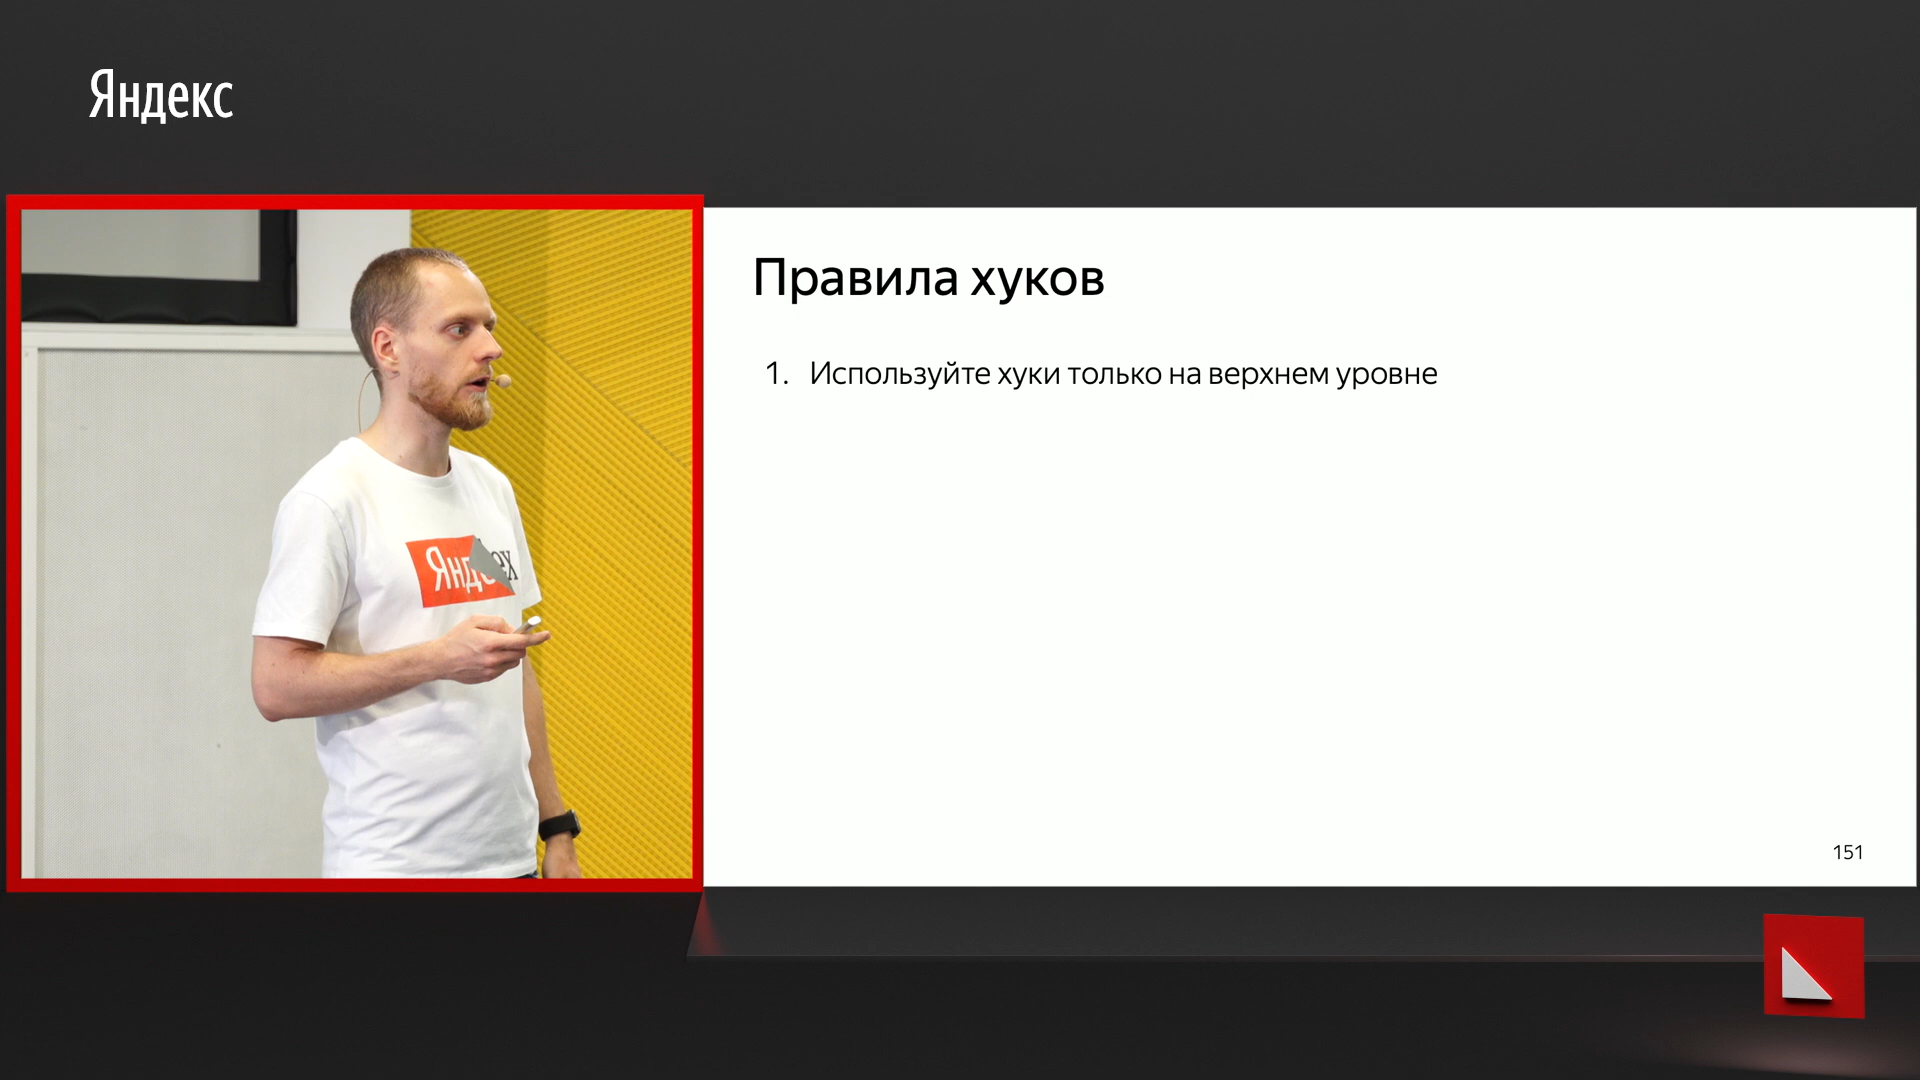 Яндекс
Правила хуков
1. Используйте хуки только на верхнем уровне
151